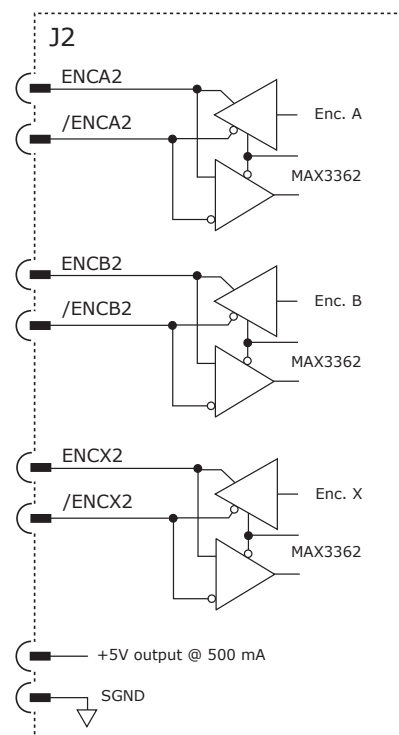 J2
ENCA2
Enc. A
/ENCA2
MAX3362
ENCB2
Enc. B
/ENCB2
MAX3362
ENCX2
Enc. X
/ENCX2
MAX3362
+5V output @ 500 mA
SGND